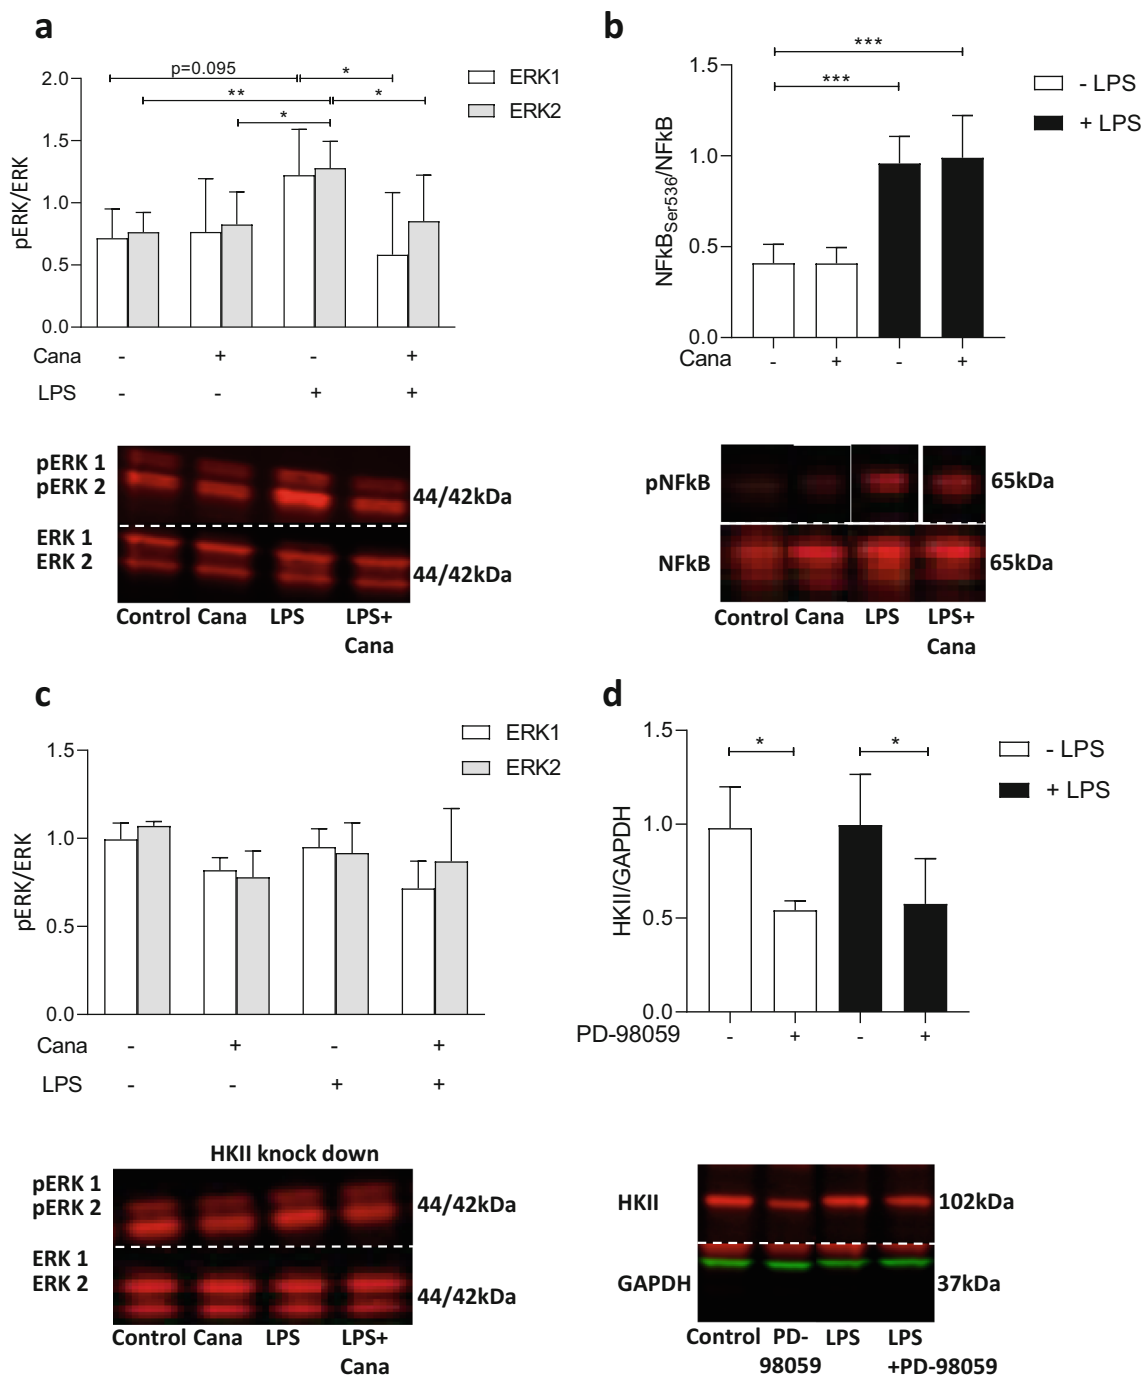 a
p=0.095
*
**
*
*
ERK1
ERK2
pERK/ERK
2.0
1.5
1.0
0.5
0.0
Cana - + - +
LPS - - + +
pERK 1
pERK 2
44/42kDa
ERK 1
ERK 2
44/42kDa
Control Cana LPS LPS+
Cana
b
***
***
- LPS
+ LPS
NFkBSer536/NFkB
1.5
1.0
0.5
0.0
Cana - + - +
pNFkB
65kDa
NFkB
65kDa
Control Cana LPS LPS+
Cana
c
ERK1
ERK2
pERK/ERK
1.5
1.0
0.5
0.0
Cana - + - +
LPS - - + +
HKII knock down
pERK 1
pERK 2
44/42kDa
ERK 1
ERK 2
44/42kDa
Control Cana LPS LPS+
Cana
d
* *
- LPS
+ LPS
HKII/GAPDH
1.5
1.0
0.5
0.0
PD-98059 - + - +
HKII
102kDa
GAPDH
37kDa
Control PD- LPS LPS
98059 +PD-98059